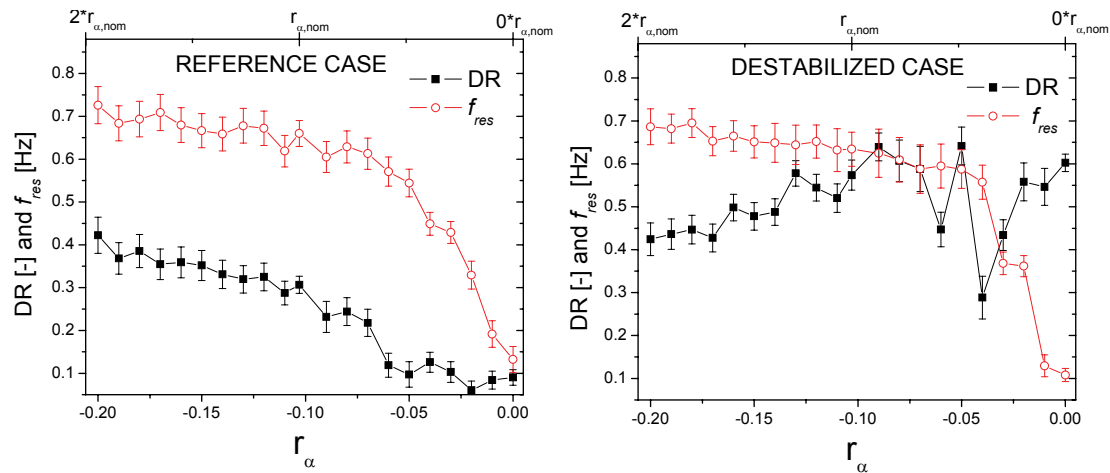 2*r_α,nom r_α,nom 0*r_α,nom
REFERENCE CASE
DR
f_res
DR [-] and f_res [Hz]
0.8
0.7
0.6
0.5
0.4
0.3
0.2
0.1
-0.20 -0.15 -0.10 -0.05 0.00
r_α
2*r_α,nom r_α,nom 0*r_α,nom
DESTABILIZED CASE
DR
f_res
DR [-] and f_res [Hz]
0.8
0.7
0.6
0.5
0.4
0.3
0.2
0.1
-0.20 -0.15 -0.10 -0.05 0.00
r_α